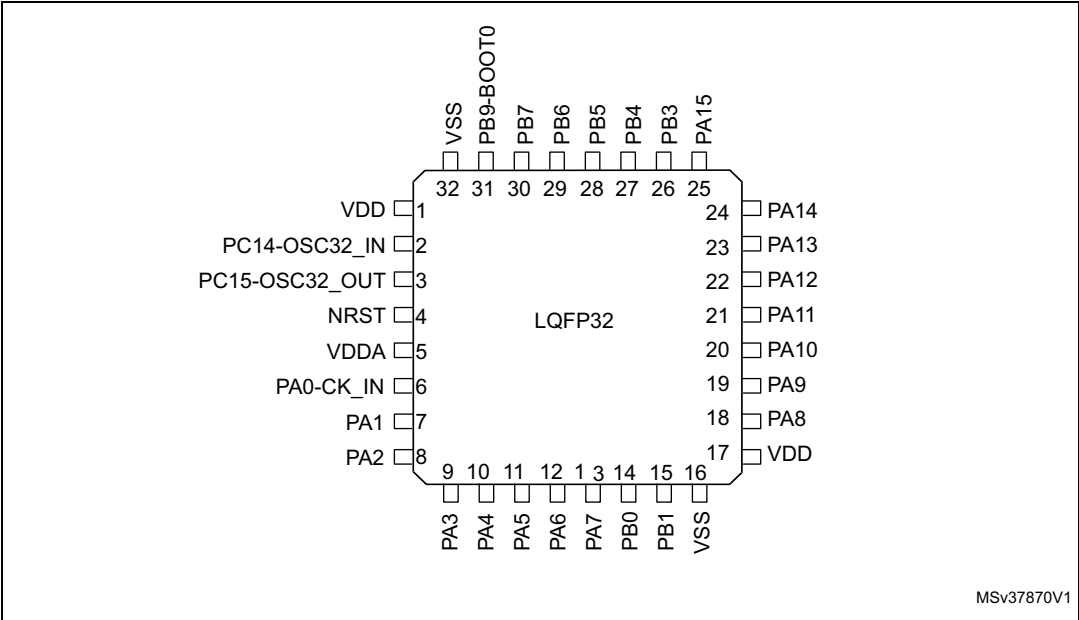 VSS
PB9-BOOT0
PB7
PB6
PB5
PB4
PB3
PA15
32 31 30 29 28 27 26 25
VDD 1
PC14-OSC32_IN 2
PC15-OSC32_OUT 3
NRST 4
VDDA 5
PA0-CK_IN 6
PA1 7
PA2 8
LQFP32
24 PA14
23 PA13
22 PA12
21 PA11
20 PA10
19 PA9
18 PA8
17 VDD
9 10 11 12 1 3 14 15 16
PA3
PA4
PA5
PA6
PA7
PB0
PB1
VSS
MSv37870V1